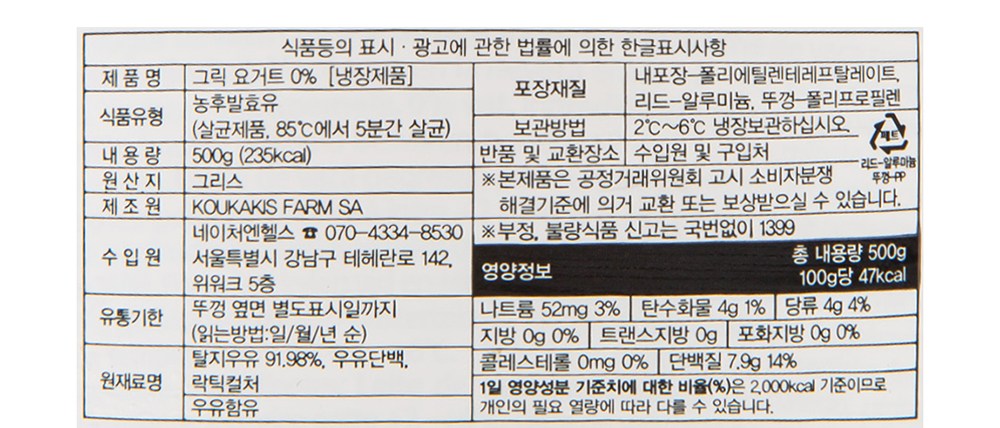 식품등의 표시 · 광고에 관한 법률에 의한 한글표시사항
제 품 명 그릭 요거트 0% [냉장제품]
식품유형 농후발효유
(살균제품, 85℃에서 5분간 살균)
내 용 량 500g (235kcal)
원 산 지 그리스
제 조 원 KOUKAKIS FARM SA
수 입 원 네이처엔헬스 ☎ 070-4334-8530
서울특별시 강남구 테헤란로 142,
위워크 5층
유통기한 뚜껑 옆면 별도표시일까지
(읽는방법:일/월/년 순)
원재료명 탈지우유 91.98%, 우유단백,
락틱컬처
우유함유
포장재질 내포장-폴리에틸렌테레프탈레이트,
리드-알루미늄, 뚜껑-폴리프로필렌
보관방법 2℃~6℃ 냉장보관하십시오.
반품 및 교환장소 수입원 및 구입처
페트
리드-알루미늄
뚜껑-PP
※본제품은 공정거래위원회 고시 소비자분쟁
해결기준에 의거 교환 또는 보상받으실 수 있습니다.
※부정, 불량식품 신고는 국번없이 1399
영양정보 총 내용량 500g
100g당 47kcal
나트륨 52mg 3% 탄수화물 4g 1% 당류 4g 4%
지방 0g 0% 트랜스지방 0g 포화지방 0g 0%
콜레스테롤 0mg 0% 단백질 7.9g 14%
1일 영양성분 기준치에 대한 비율(%)은 2,000kcal 기준이므로
개인의 필요 열량에 따라 다를 수 있습니다.